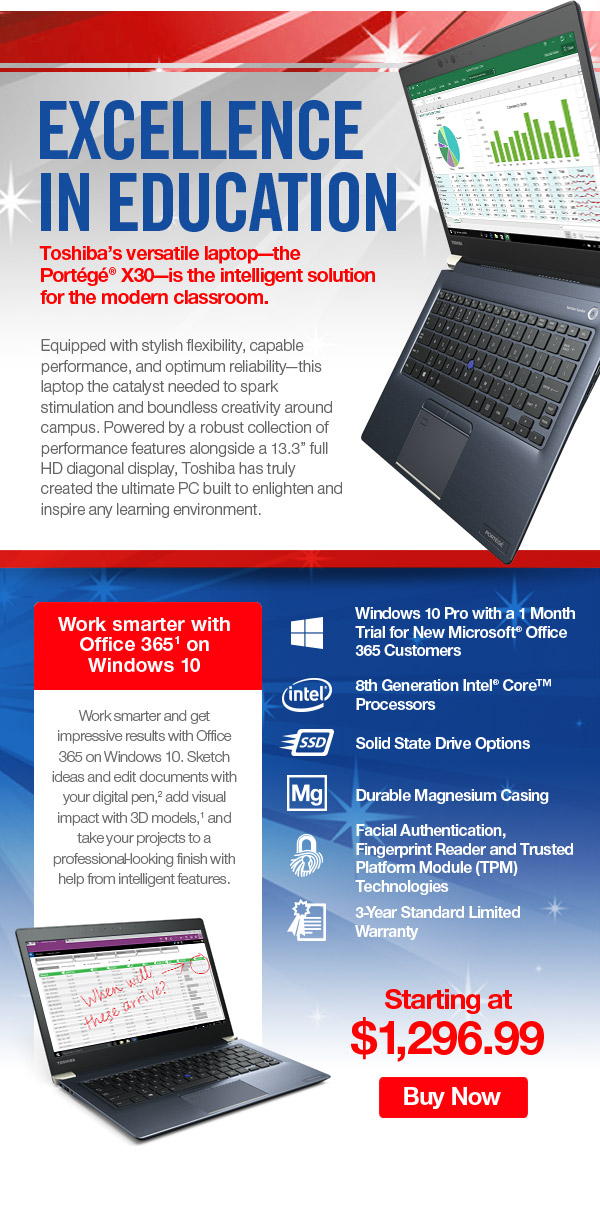 EXCELLENCE
IN EDUCATION
Toshiba's versatile laptop—the
Portégé® X30—is the intelligent solution
for the modern classroom.
Equipped with stylish flexibility, capable
performance, and optimum reliability—this
laptop the catalyst needed to spark
stimulation and boundless creativity around
campus. Powered by a robust collection of
performance features alongside a 13.3” full
HD diagonal display, Toshiba has truly
created the ultimate PC built to enlighten and
inspire any learning environment.
TOSHIBA
PORTÉGÉ
Work smarter with
Office 365¹ on
Windows 10
Work smarter and get
impressive results with Office
365 on Windows 10. Sketch
ideas and edit documents with
your digital pen,² add visual
impact with 3D models,¹ and
take your projects to a
professional-looking finish with
help from intelligent features.
When will
these arrive?
TOSHIBA
Windows 10 Pro with a 1 Month
Trial for New Microsoft® Office
365 Customers
intel®
8th Generation Intel® Core™
Processors
SSD
Solid State Drive Options
Mg
Durable Magnesium Casing
Facial Authentication,
Fingerprint Reader and Trusted
Platform Module (TPM)
Technologies
3-Year Standard Limited
Warranty
Starting at
$1,296.99
Buy Now